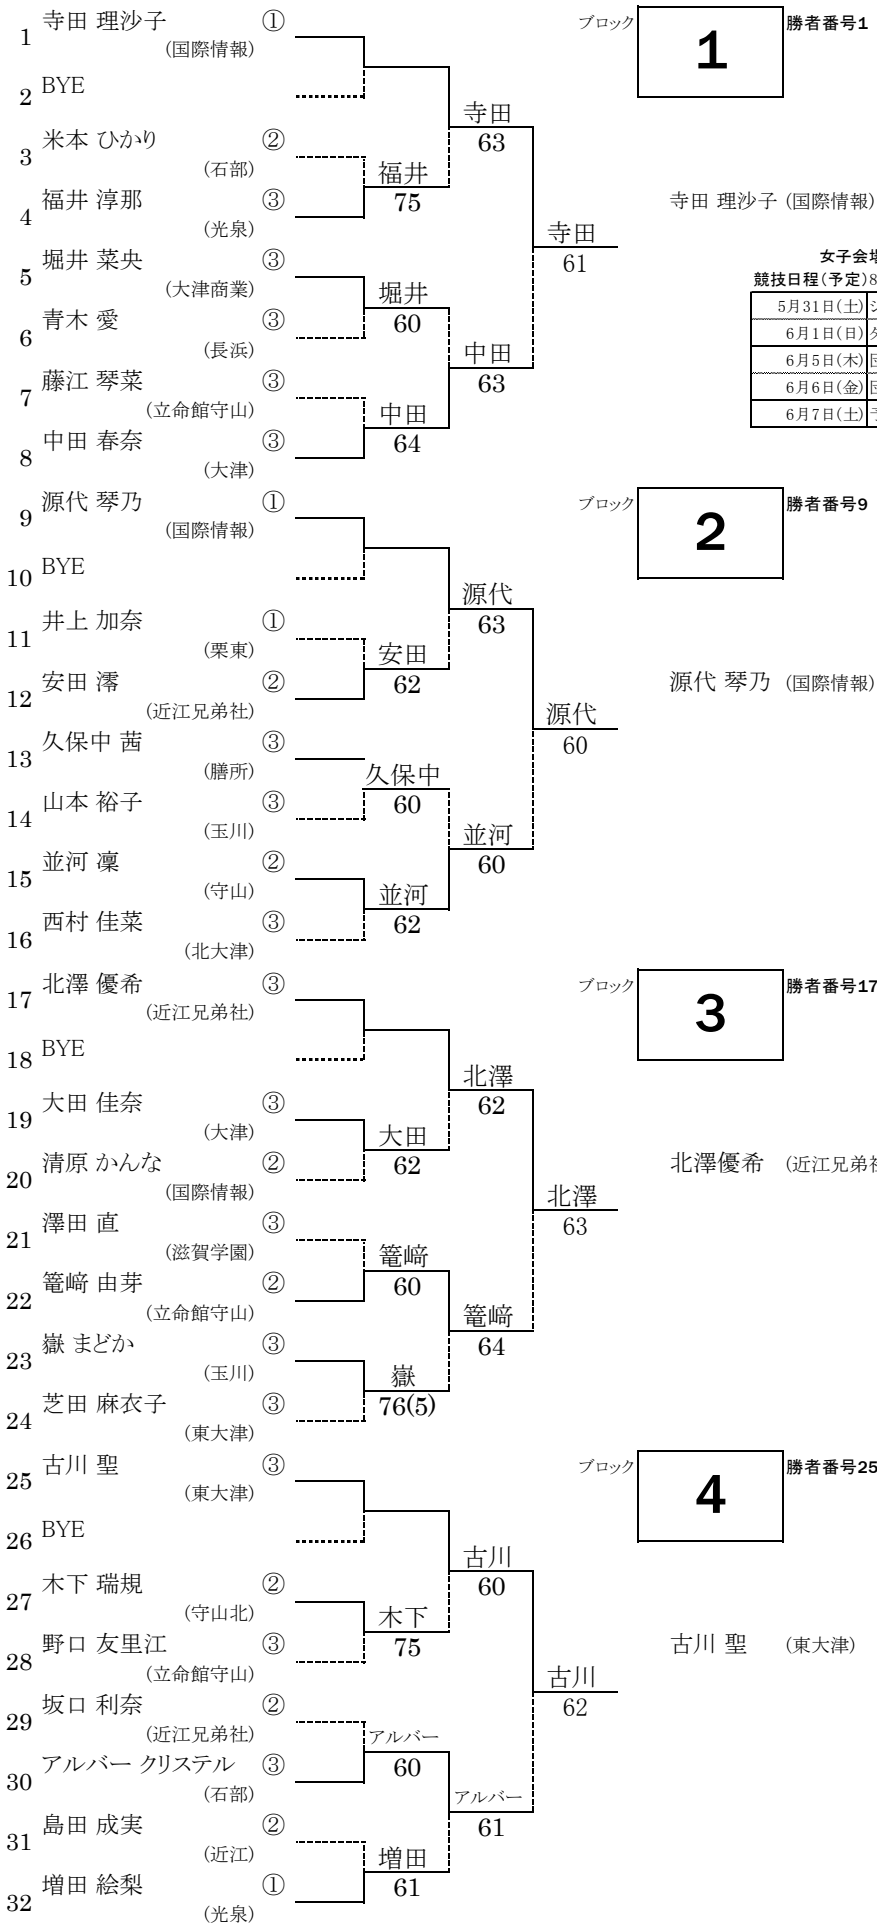 1 寺田 理沙子 ①
(国際情報)
2 BYE
3 米本 ひかり ②
(石部)
4 福井 淳那 ③
(光泉)
5 堀井 菜央 ③
(大津商業)
6 青木 愛 ③
(長浜)
7 藤江 琴菜 ③
(立命館守山)
8 中田 春奈 ③
(大津)
福井
75
堀井
60
中田
64
寺田
63
中田
63
寺田
61
ブロック 1 勝者番号1
寺田 理沙子 (国際情報)
女子会場
競技日程(予定)8
5月31日(土)
6月1日(日)
6月5日(木)
6月6日(金)
6月7日(土)
9 源代 琴乃 ①
(国際情報)
10 BYE
11 井上 加奈 ①
(栗東)
12 安田 澪 ②
(近江兄弟社)
13 久保中 茜 ③
(膳所)
14 山本 裕子 ③
(玉川)
15 並河 凜 ②
(守山)
16 西村 佳菜 ③
(北大津)
安田
62
久保中
60
並河
62
源代
63
並河
60
源代
60
ブロック 2 勝者番号9
源代 琴乃 (国際情報)
17 北澤 優希 ③
(近江兄弟社)
18 BYE
19 大田 佳奈 ③
(大津)
20 清原 かんな ②
(国際情報)
21 澤田 直 ③
(滋賀学園)
22 篭﨑 由芽 ②
(立命館守山)
23 嶽 まどか ③
(玉川)
24 芝田 麻衣子 ③
(東大津)
大田
62
篭﨑
60
嶽
76(5)
北澤
62
篭﨑
64
北澤
63
ブロック 3 勝者番号17
北澤優希 (近江兄弟社
25 古川 聖 ③
(東大津)
26 BYE
27 木下 瑞規 ②
(守山北)
28 野口 友里江 ③
(立命館守山)
29 坂口 利奈 ②
(近江兄弟社)
30 アルバー クリステル ③
(石部)
31 島田 成実 ②
(近江)
32 増田 絵梨 ①
(光泉)
木下
75
アルバー
60
増田
61
古川
60
アルバー
61
古川
62
ブロック 4 勝者番号25
古川 聖 (東大津)